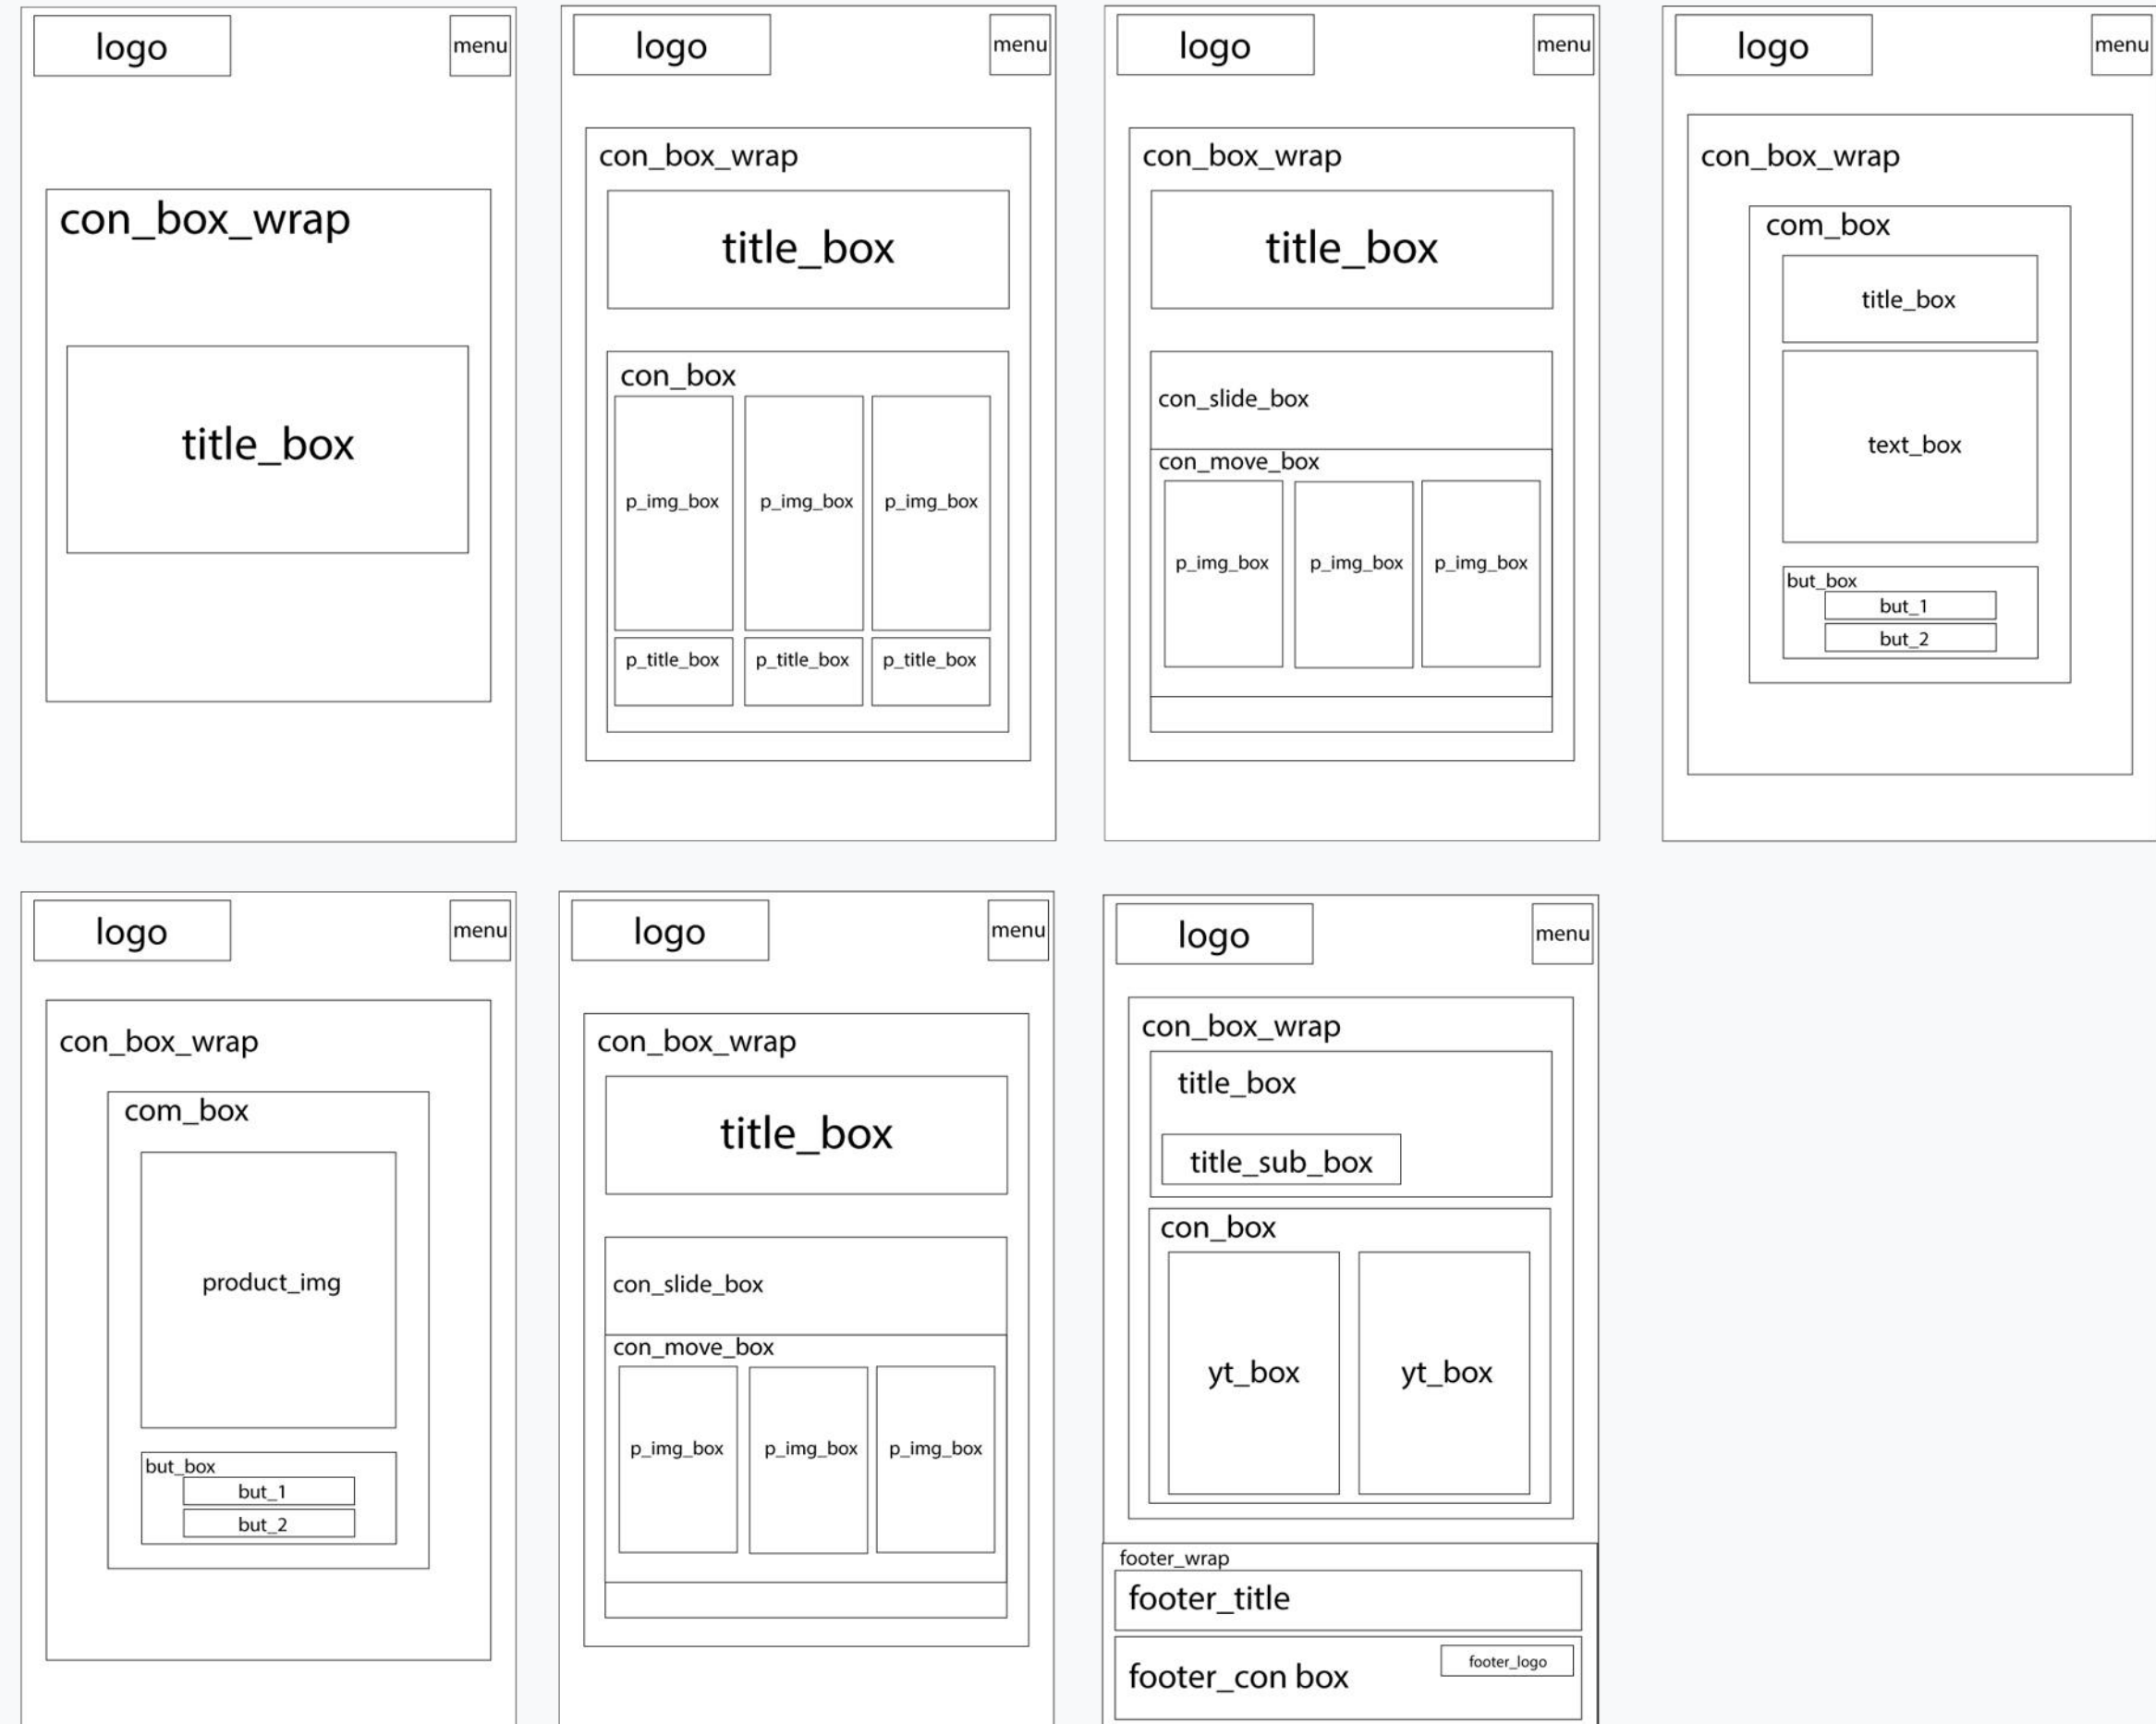 logo
menu
con_box_wrap
title_box
logo
menu
con_box_wrap
title_box
con_box
p_img_box
p_img_box
p_img_box
p_title_box
p_title_box
p_title_box
logo
menu
con_box_wrap
title_box
con_slide_box
con_move_box
p_img_box
p_img_box
p_img_box
logo
menu
con_box_wrap
com_box
title_box
text_box
but_box
but_1
but_2
logo
menu
con_box_wrap
com_box
product_img
but_box
but_1
but_2
logo
menu
con_box_wrap
title_box
con_slide_box
con_move_box
p_img_box
p_img_box
p_img_box
logo
menu
con_box_wrap
title_box
title_sub_box
con_box
yt_box
yt_box
footer_wrap
footer_title
footer_con box
footer_logo